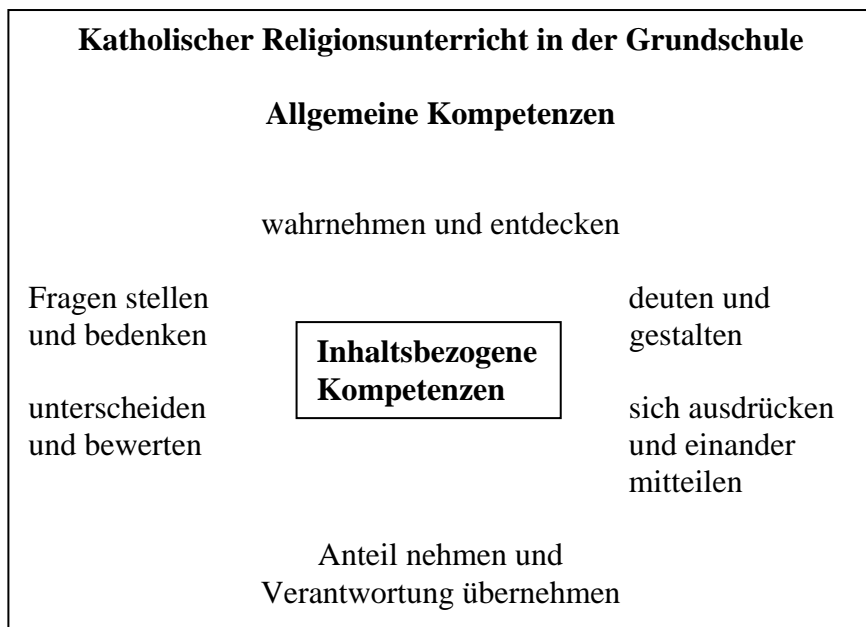 Katholischer Religionsunterricht in der Grundschule
Allgemeine Kompetenzen
wahrnehmen und entdecken
Fragen stellen
und bedenken
deuten und
gestalten
Inhaltsbezogene
Kompetenzen
unterscheiden
und bewerten
sich ausdrücken
und einander
mitteilen
Anteil nehmen und
Verantwortung übernehmen